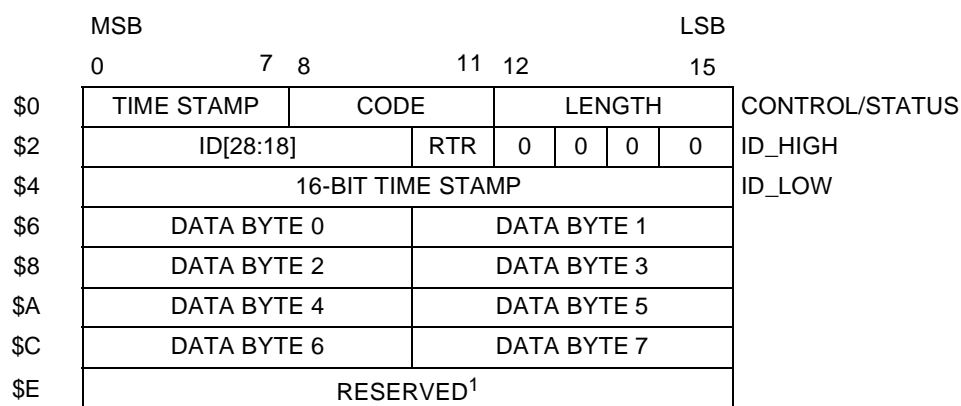 MSB LSB
0 7 8 11 12 15
$0 TIME STAMP CODE LENGTH CONTROL/STATUS
$2 ID[28:18] RTR 0 0 0 0 ID_HIGH
$4 16-BIT TIME STAMP ID_LOW
$6 DATA BYTE 0 DATA BYTE 1
$8 DATA BYTE 2 DATA BYTE 3
$A DATA BYTE 4 DATA BYTE 5
$C DATA BYTE 6 DATA BYTE 7
$E RESERVED1